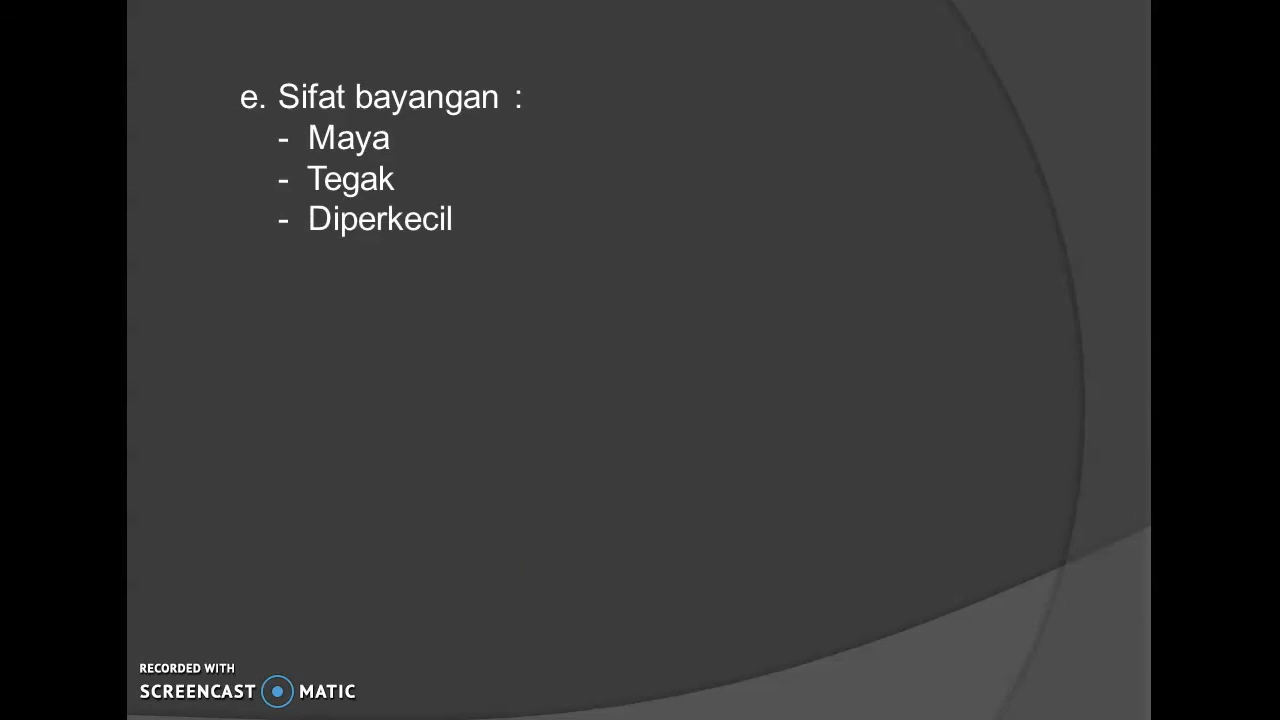 e. Sifat bayangan :
- Maya
- Tegak
- Diperkecil
RECORDED WITH
SCREENCAST MATIC